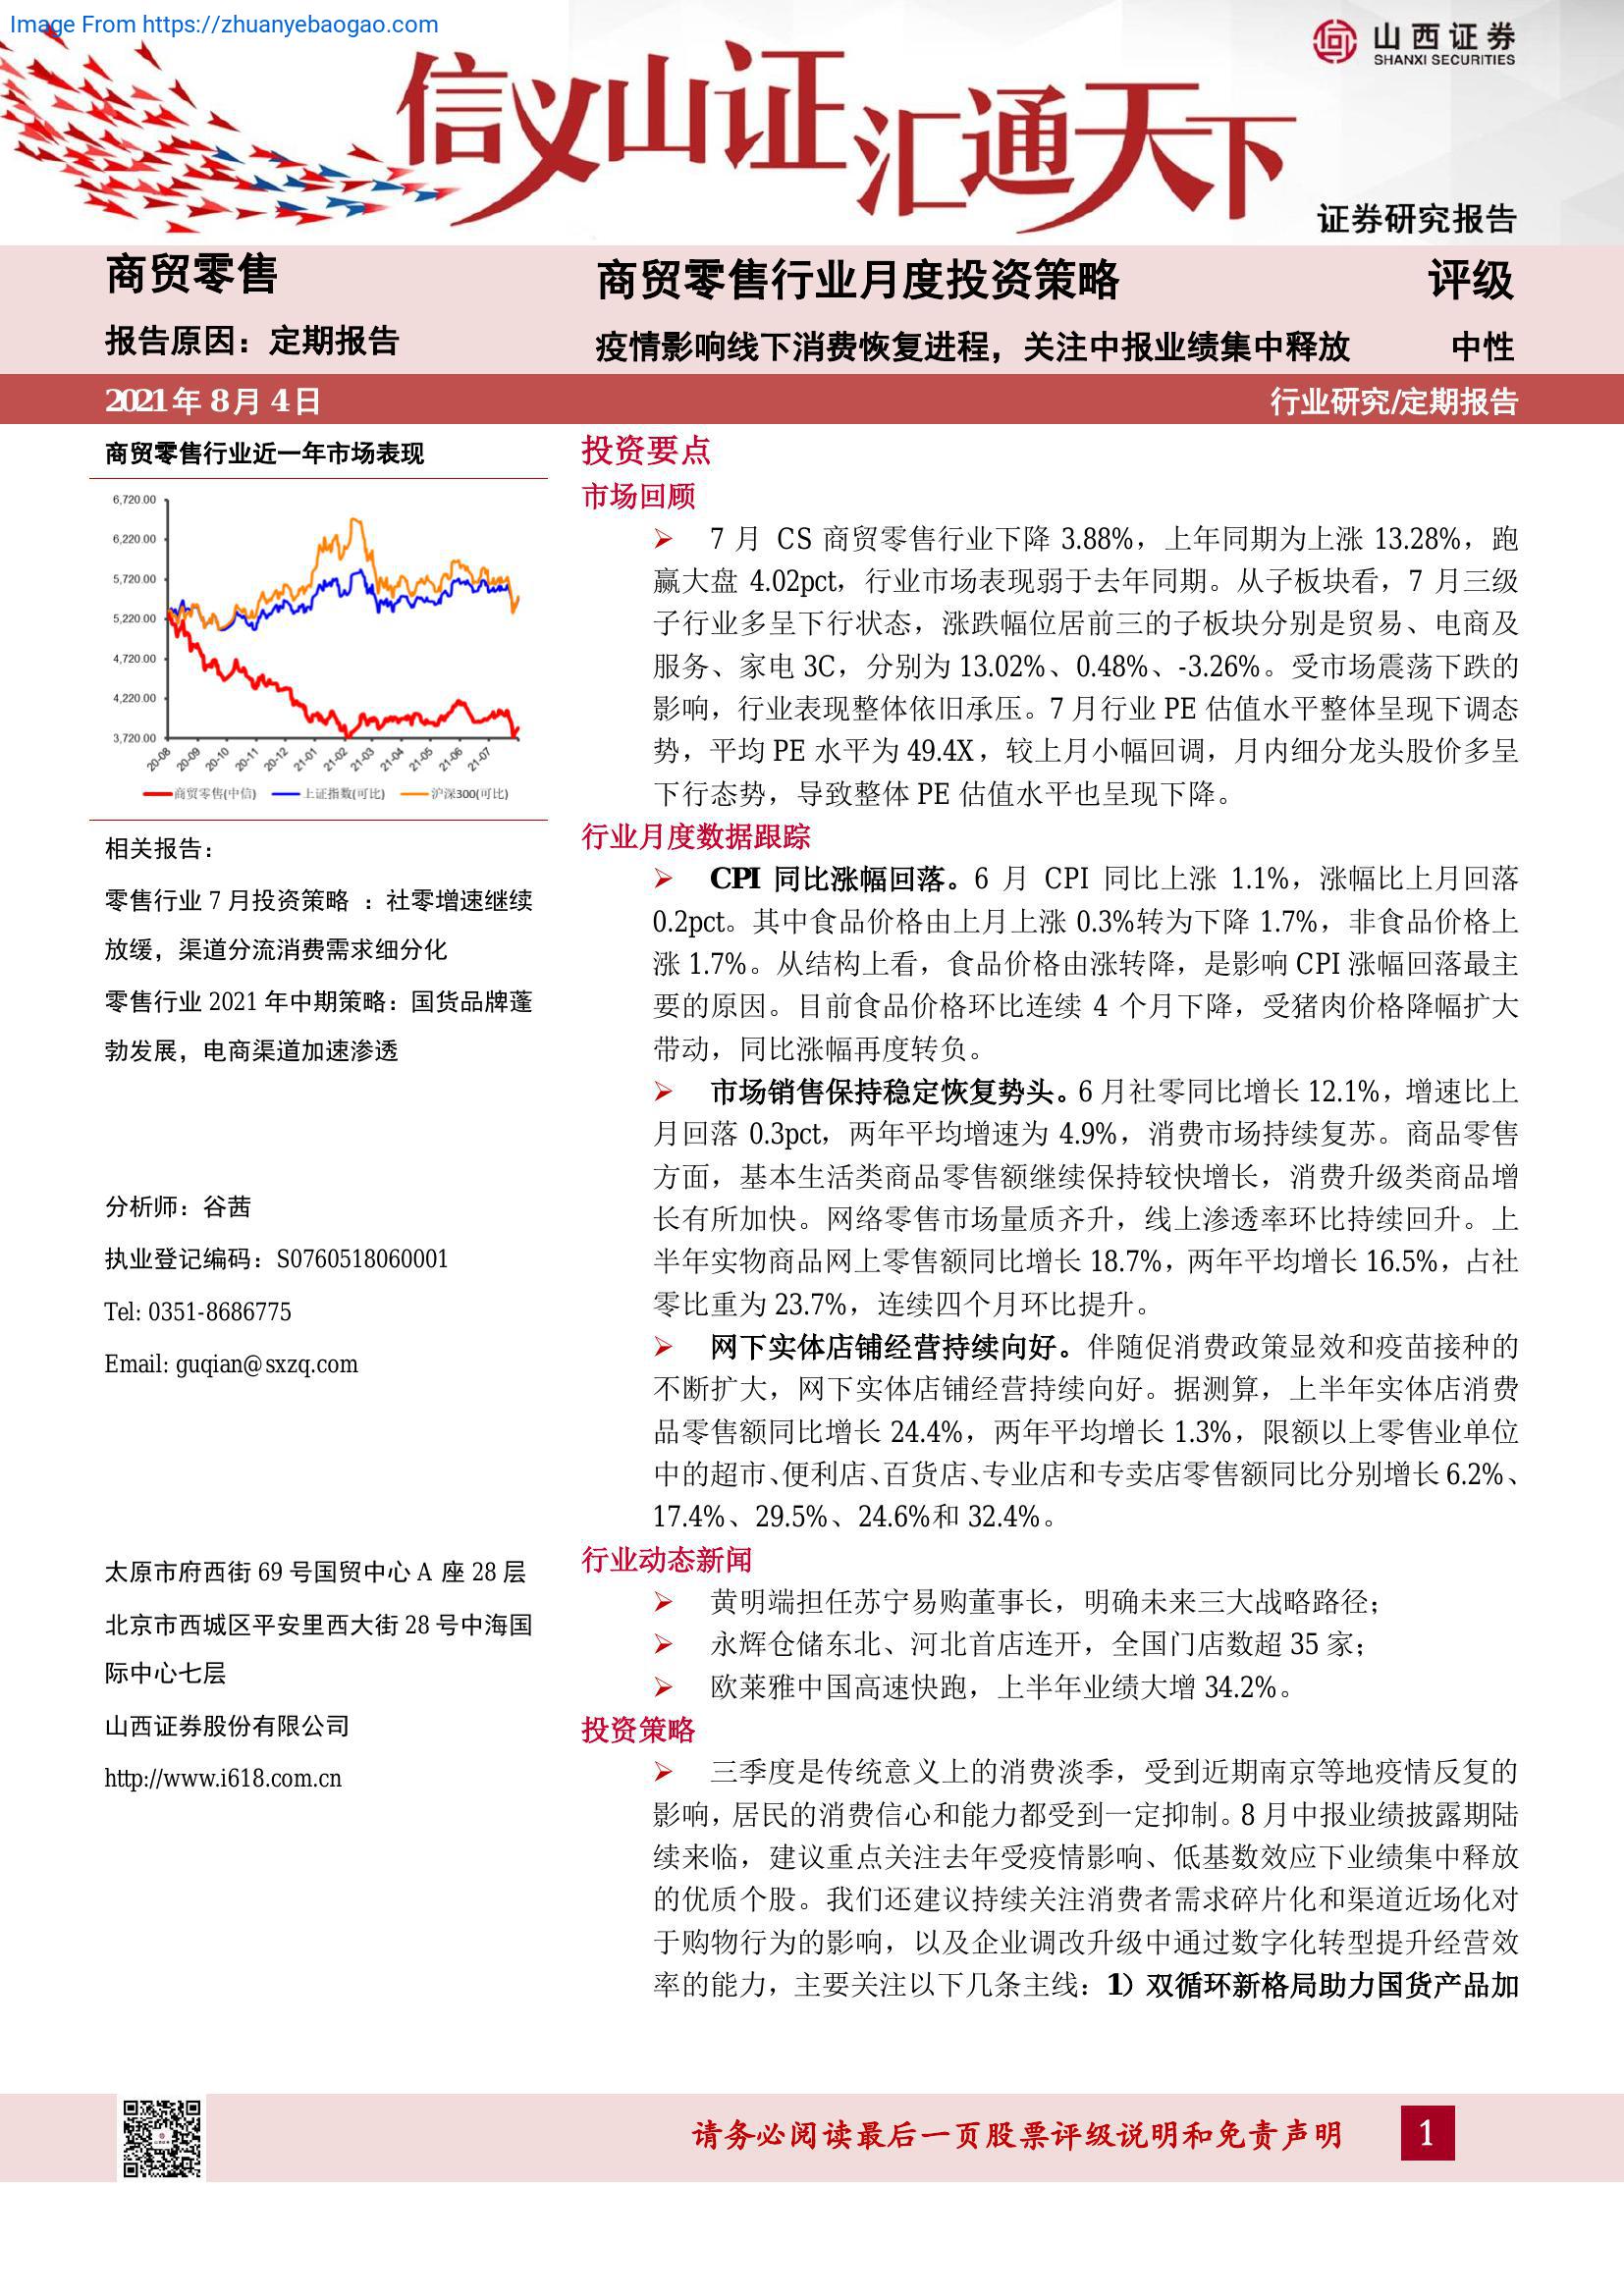 Image From https://zhuanyebaogao.com
山西证券
SHANXI SECURITIES
信义山证汇通天下
证券研究报告
商贸零售
报告原因：定期报告
商贸零售行业月度投资策略
评级
疫情影响线下消费恢复进程，关注中报业绩集中释放
中性
2021年 8月 4日
行业研究/定期报告
商贸零售行业近一年市场表现
6,720.00
6,220.00
5,720.00
5,220.00
4,720.00
4,220.00
3,720.00
20-08
20-09
20-10
20-11
20-12
21-01
21-02
21-03
21-04
21-05
21-06
21-07
商贸零售(中信)
上证指数(可比)
沪深300(可比)
相关报告：
零售行业 7 月投资策略 ：社零增速继续
放缓，渠道分流消费需求细分化
零售行业 2021 年中期策略：国货品牌蓬
勃发展，电商渠道加速渗透
分析师：谷茜
执业登记编码：S0760518060001
Tel: 0351-8686775
Email: guqian@sxzq.com
太原市府西街 69 号国贸中心 A 座 28 层
北京市西城区平安里西大街 28 号中海国
际中心七层
山西证券股份有限公司
http://www.i618.com.cn
投资要点
市场回顾
➢ 7 月 CS 商贸零售行业下降 3.88%，上年同期为上涨 13.28%，跑
赢大盘 4.02pct，行业市场表现弱于去年同期。从子板块看，7 月三级
子行业多呈下行状态，涨跌幅位居前三的子板块分别是贸易、电商及
服务、家电 3C，分别为 13.02%、0.48%、-3.26%。受市场震荡下跌的
影响，行业表现整体依旧承压。7 月行业 PE 估值水平整体呈现下调态
势，平均 PE 水平为 49.4X，较上月小幅回调，月内细分龙头股价多呈
下行态势，导致整体 PE 估值水平也呈现下降。
行业月度数据跟踪
➢ CPI 同比涨幅回落。6 月 CPI 同比上涨 1.1%，涨幅比上月回落
0.2pct。其中食品价格由上月上涨 0.3%转为下降 1.7%，非食品价格上
涨 1.7%。从结构上看，食品价格由涨转降，是影响 CPI 涨幅回落最主
要的原因。目前食品价格环比连续 4 个月下降，受猪肉价格降幅扩大
带动，同比涨幅再度转负。
➢ 市场销售保持稳定恢复势头。6 月社零同比增长 12.1%，增速比上
月回落 0.3pct，两年平均增速为 4.9%，消费市场持续复苏。商品零售
方面，基本生活类商品零售额继续保持较快增长，消费升级类商品增
长有所加快。网络零售市场量质齐升，线上渗透率环比持续回升。上
半年实物商品网上零售额同比增长 18.7%，两年平均增长 16.5%，占社
零比重为 23.7%，连续四个月环比提升。
➢ 网下实体店铺经营持续向好。伴随促消费政策显效和疫苗接种的
不断扩大，网下实体店铺经营持续向好。据测算，上半年实体店消费
品零售额同比增长 24.4%，两年平均增长 1.3%，限额以上零售业单位
中的超市、便利店、百货店、专业店和专卖店零售额同比分别增长 6.2%、
17.4%、29.5%、24.6%和 32.4%。
行业动态新闻
➢ 黄明端担任苏宁易购董事长，明确未来三大战略路径；
➢ 永辉仓储东北、河北首店连开，全国门店数超 35 家；
➢ 欧莱雅中国高速快跑，上半年业绩大增 34.2%。
投资策略
➢ 三季度是传统意义上的消费淡季，受到近期南京等地疫情反复的
影响，居民的消费信心和能力都受到一定抑制。8 月中报业绩披露期陆
续来临，建议重点关注去年受疫情影响、低基数效应下业绩集中释放
的优质个股。我们还建议持续关注消费者需求碎片化和渠道近场化对
于购物行为的影响，以及企业调改升级中通过数字化转型提升经营效
率的能力，主要关注以下几条主线：1）双循环新格局助力国货产品加
请务必阅读最后一页股票评级说明和免责声明
1